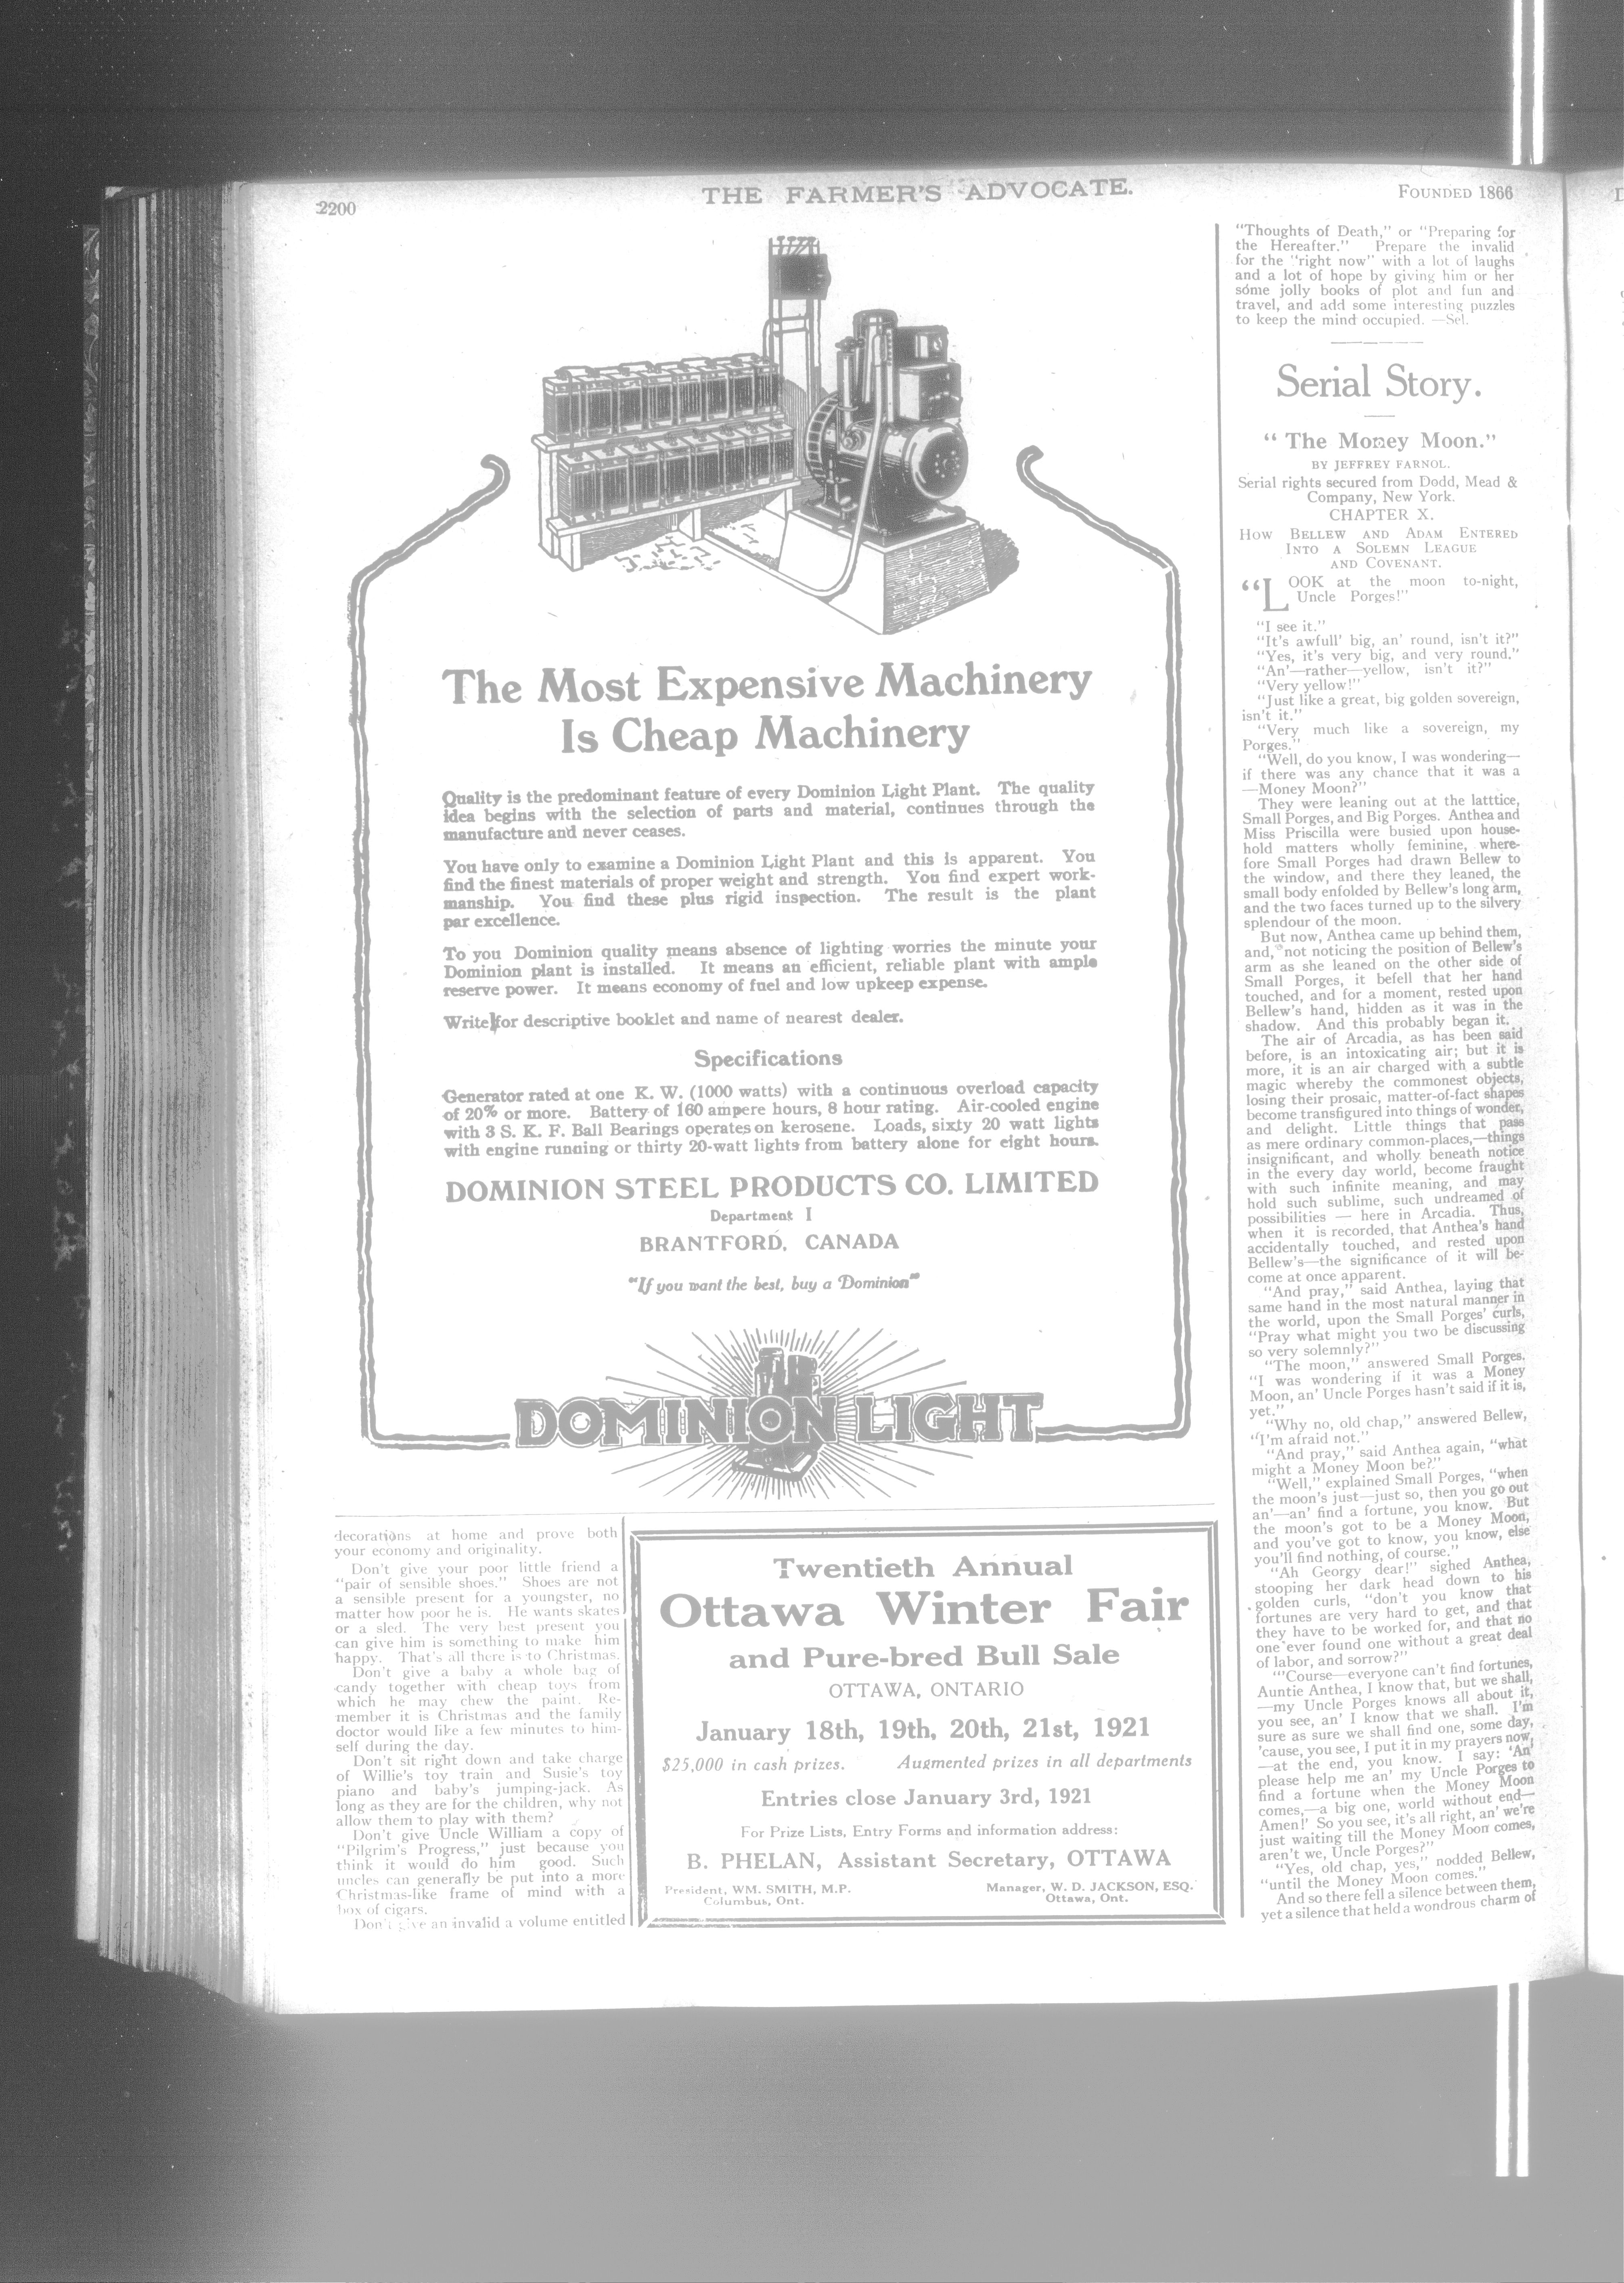 2200
THE FARMER'S ADVOCATE.
FOUNDED 1866
The Most Expensive Machinery
Is Cheap Machinery
Quality is the predominant feature of every Dominion Light Plant. The quality
idea begins with the selection of parts and material, continues through the
manufacture and never ceases.
You have only to examine a Dominion Light Plant and this is apparent. You
find the finest materials of proper weight and strength. You find expert work-
manship. You find these plus rigid inspection. The result is the plant
par excellence.
To you Dominion quality means absence of lighting worries the minute your
Dominion plant is installed. It means an efficient, reliable plant with ample
reserve power. It means economy of fuel and low upkeep expense.
Write for descriptive booklet and name of nearest dealer.
Specifications
Generator rated at one K. W. (1000 watts) with a continuous overload capacity
of 20% or more. Battery of 160 ampere hours, 8 hour rating. Air-cooled engine
with 3 S. K. F. Ball Bearings operates on kerosene. Loads, sixty 20 watt lights
with engine running or thirty 20-watt lights from battery alone for eight hours.
DOMINION STEEL PRODUCTS CO. LIMITED
Department I
BRANTFORD, CANADA
"If you want the best, buy a Dominion"
DOMINION LIGHT
decorations at home and prove both
your economy and originality.
Don't give your poor little friend a
"pair of sensible shoes." Shoes are not
a sensible present for a youngster, no
matter how poor he is. He wants skates
or a sled. The very best present you
can give him is something to make him
happy. That's all there is to Christmas.
Don't give a baby a whole bag of
candy together with cheap toys from
which he may chew the paint. Re-
member it is Christmas and the family
doctor would like a few minutes to him-
self during the day.
Don't sit right down and take charge
of Willie's toy train and Susie's toy
piano and baby's jumping-jack. As
long as they are for the children, why not
allow them to play with them?
Don't give Uncle William a copy of
"Pilgrim's Progress," just because you
think it would do him good. Such
uncles can generally be put into a more
Christmas-like frame of mind with a
box of cigars.
Don't give an invalid a volume entitled
Twentieth Annual
Ottawa Winter Fair
and Pure-bred Bull Sale
OTTAWA, ONTARIO
January 18th, 19th, 20th, 21st, 1921
$25,000 in cash prizes. Augmented prizes in all departments
Entries close January 3rd, 1921
For Prize Lists, Entry Forms and information address:
B. PHELAN, Assistant Secretary, OTTAWA
President, WM. SMITH, M.P.
Columbus, Ont.
Manager, W. D. JACKSON, ESQ.
Ottawa, Ont.
"Thoughts of Death," or "Preparing for
the Hereafter." Prepare the invalid
for the "right now" with a lot of laughs
and a lot of hope by giving him or her
some jolly books of plot and fun and
travel, and add some interesting puzzles
to keep the mind occupied. —Sel.
Serial Story.
"The Money Moon."
BY JEFFREY FARNOL.
Serial rights secured from Dodd, Mead &
Company, New York.
CHAPTER X.
HOW BELLEW AND ADAM ENTERED
INTO A SOLEMN LEAGUE
AND COVENANT.
"LOOK at the moon to-night,
Uncle Porges!"
"I see it."
"It's awfull' big, an' round, isn't it?"
"Yes, it's very big, and very round."
"An'—rather—yellow, isn't it?"
"Very yellow!"
"Just like a great, big golden sovereign,
isn't it."
"Very much like a sovereign, my
Porges."
"Well, do you know, I was wondering—
if there was any chance that it was a
—Money Moon?"
They were leaning out at the latttice,
Small Porges, and Big Porges. Anthea and
Miss Priscilla were busied upon house-
hold matters wholly feminine, where-
fore Small Porges had drawn Bellew to
the window, and there they leaned, the
small body enfolded by Bellew's long arm,
and the two faces turned up to the silvery
splendour of the moon.
But now, Anthea came up behind them,
and, not noticing the position of Bellew's
arm as she leaned on the other side of
Small Porges, it befell that her hand
touched, and for a moment, rested upon
Bellew's hand, hidden as it was in the
shadow. And this probably began it.
The air of Arcadia, as has been said
before, is an intoxicating air; but it is
more, it is an air charged with a subtle
magic whereby the commonest objects,
losing their prosaic, matter-of-fact shapes
become transfigured into things of wonder,
and delight. Little things that pass
as mere ordinary common-places,—things
insignificant, and wholly beneath notice
in the every day world, become fraught
with such infinite meaning, and may
hold such sublime, such undreamed of
possibilities — here in Arcadia. Thus,
when it is recorded, that Anthea's hand
accidentally touched, and rested upon
Bellew's—the significance of it will be-
come at once apparent.
"And pray," said Anthea, laying that
same hand in the most natural manner in
the world, upon the Small Porges' curls,
"Pray what might you two be discussing
so very solemnly?"
"The moon," answered Small Porges.
"I was wondering if it was a Money
Moon, an' Uncle Porges hasn't said if it is,
yet."
"Why no, old chap," answered Bellew,
"I'm afraid not."
"And pray," said Anthea again, "what
might a Money Moon be?"
"Well," explained Small Porges, "when
the moon's just—just so, then you go out
an'—an' find a fortune, you know. But
the moon's got to be a Money Moon,
and you've got to know, you know, else
you'll find nothing, of course."
"Ah Georgy dear!" sighed Anthea,
stooping her dark head down to his
golden curls, "don't you know that
fortunes are very hard to get, and that
they have to be worked for, and that no
one ever found one without a great deal
of labor, and sorrow?"
"'Course—everyone can't find fortunes,
Auntie Anthea, I know that, but we shall,
—my Uncle Porges knows all about it,
you see, an' I know that we shall. I'm
sure as sure we shall find one, some day,
'cause, you see, I put it in my prayers now,
—at the end, you know. I say: 'An'
please help me an' my Uncle Porges to
find a fortune when the Money Moon
comes,—a big one, world without end—
Amen!' So you see, it's all right, an' we're
just waiting till the Money Moon comes,
aren't we, Uncle Porges?"
"Yes, old chap, yes," nodded Bellew,
"until the Money Moon comes."
And so there fell a silence between them,
yet a silence that held a wondrous charm of